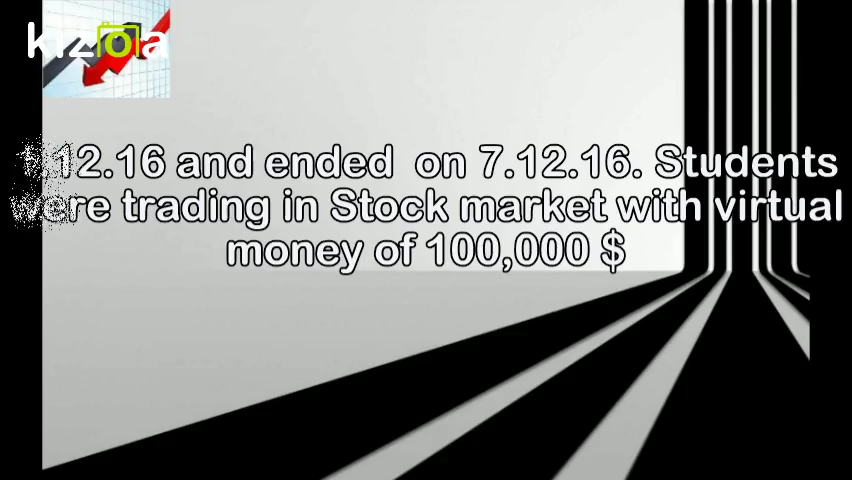 kizoa
.12.16 and ended on 7.12.16. Students
were trading in Stock market with virtual
money of 100,000 $